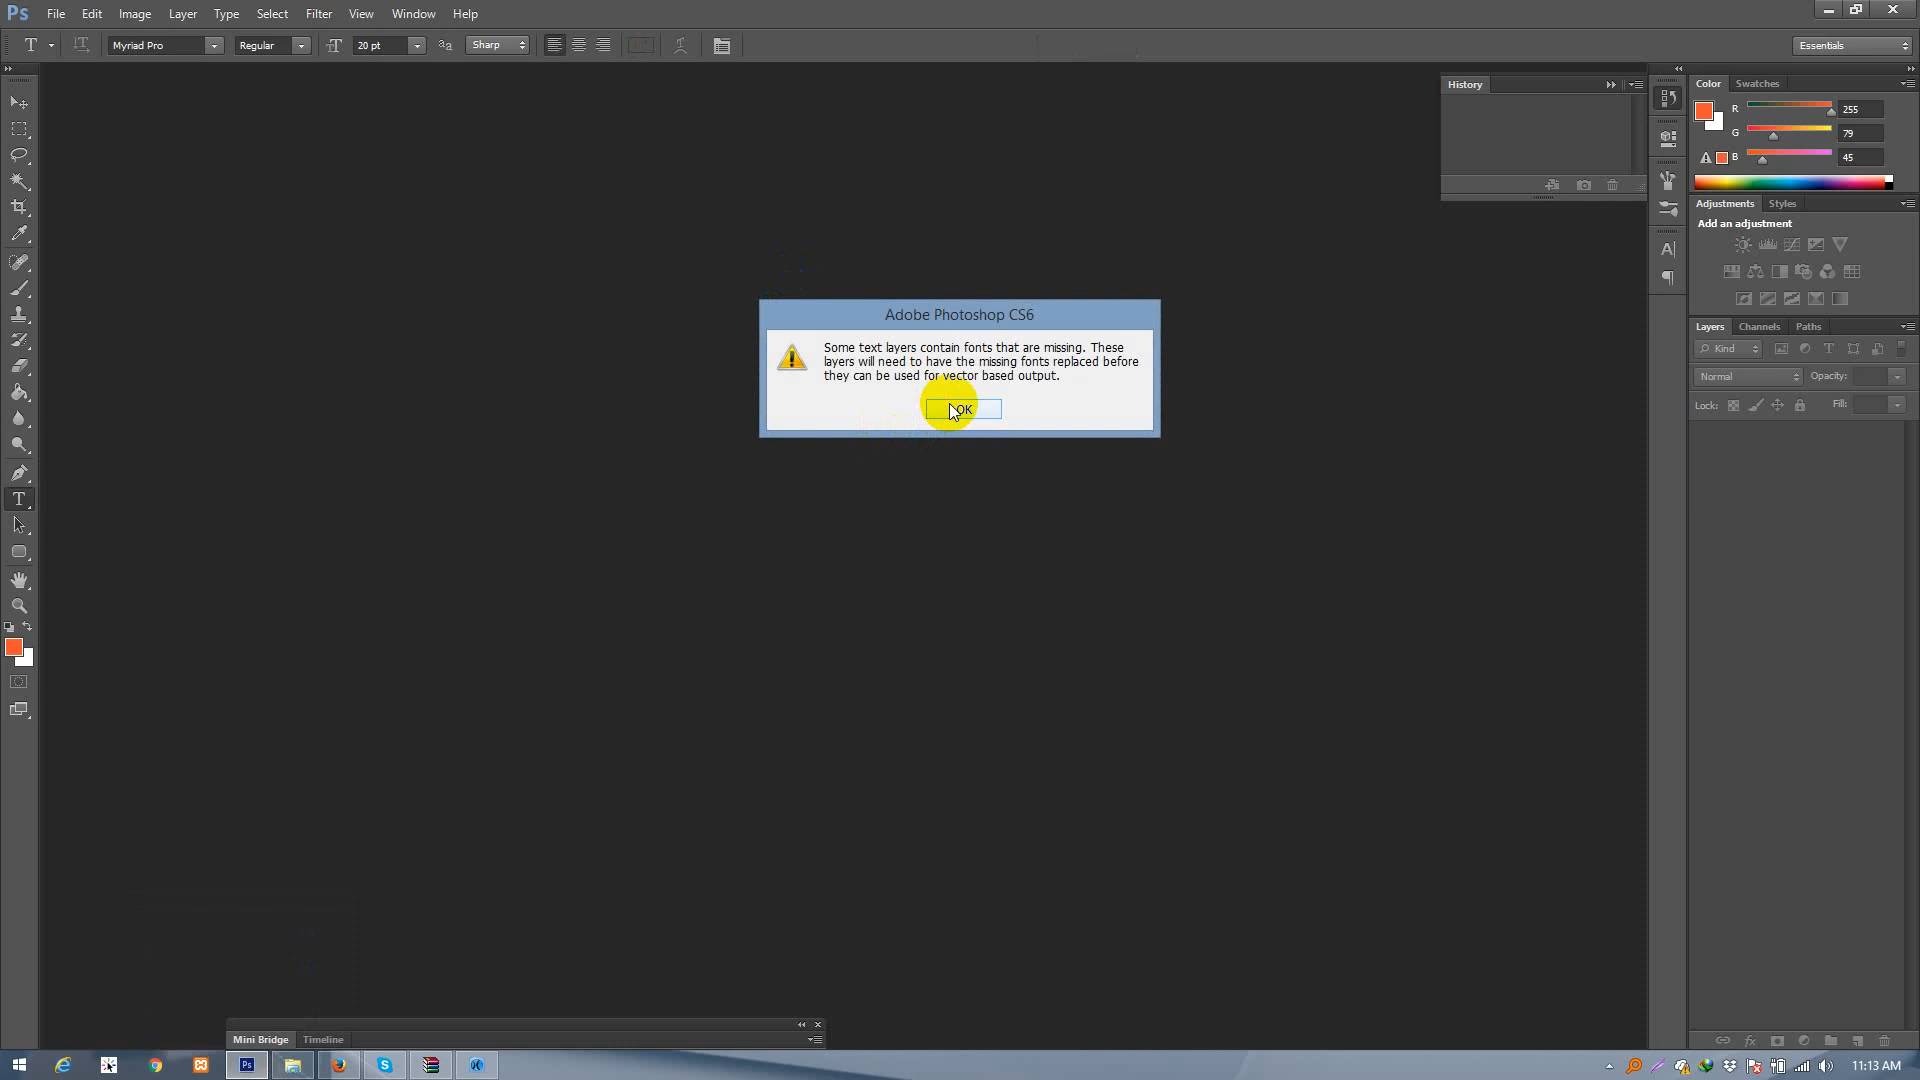 Ps File Edit Image Layer Type Select Filter View Window Help
T Myriad Pro Regular 20 pt Sharp Essentials
History
Color Swatches
R 255
G 79
B 45
Adjustments Styles
Add an adjustment
Layers Channels Paths
Kind
Normal Opacity:
Lock: Fill:
Adobe Photoshop CS6
Some text layers contain fonts that are missing. These
layers will need to have the missing fonts replaced before
they can be used for vector based output.
OK
Mini Bridge Timeline
Ps
11:13 AM